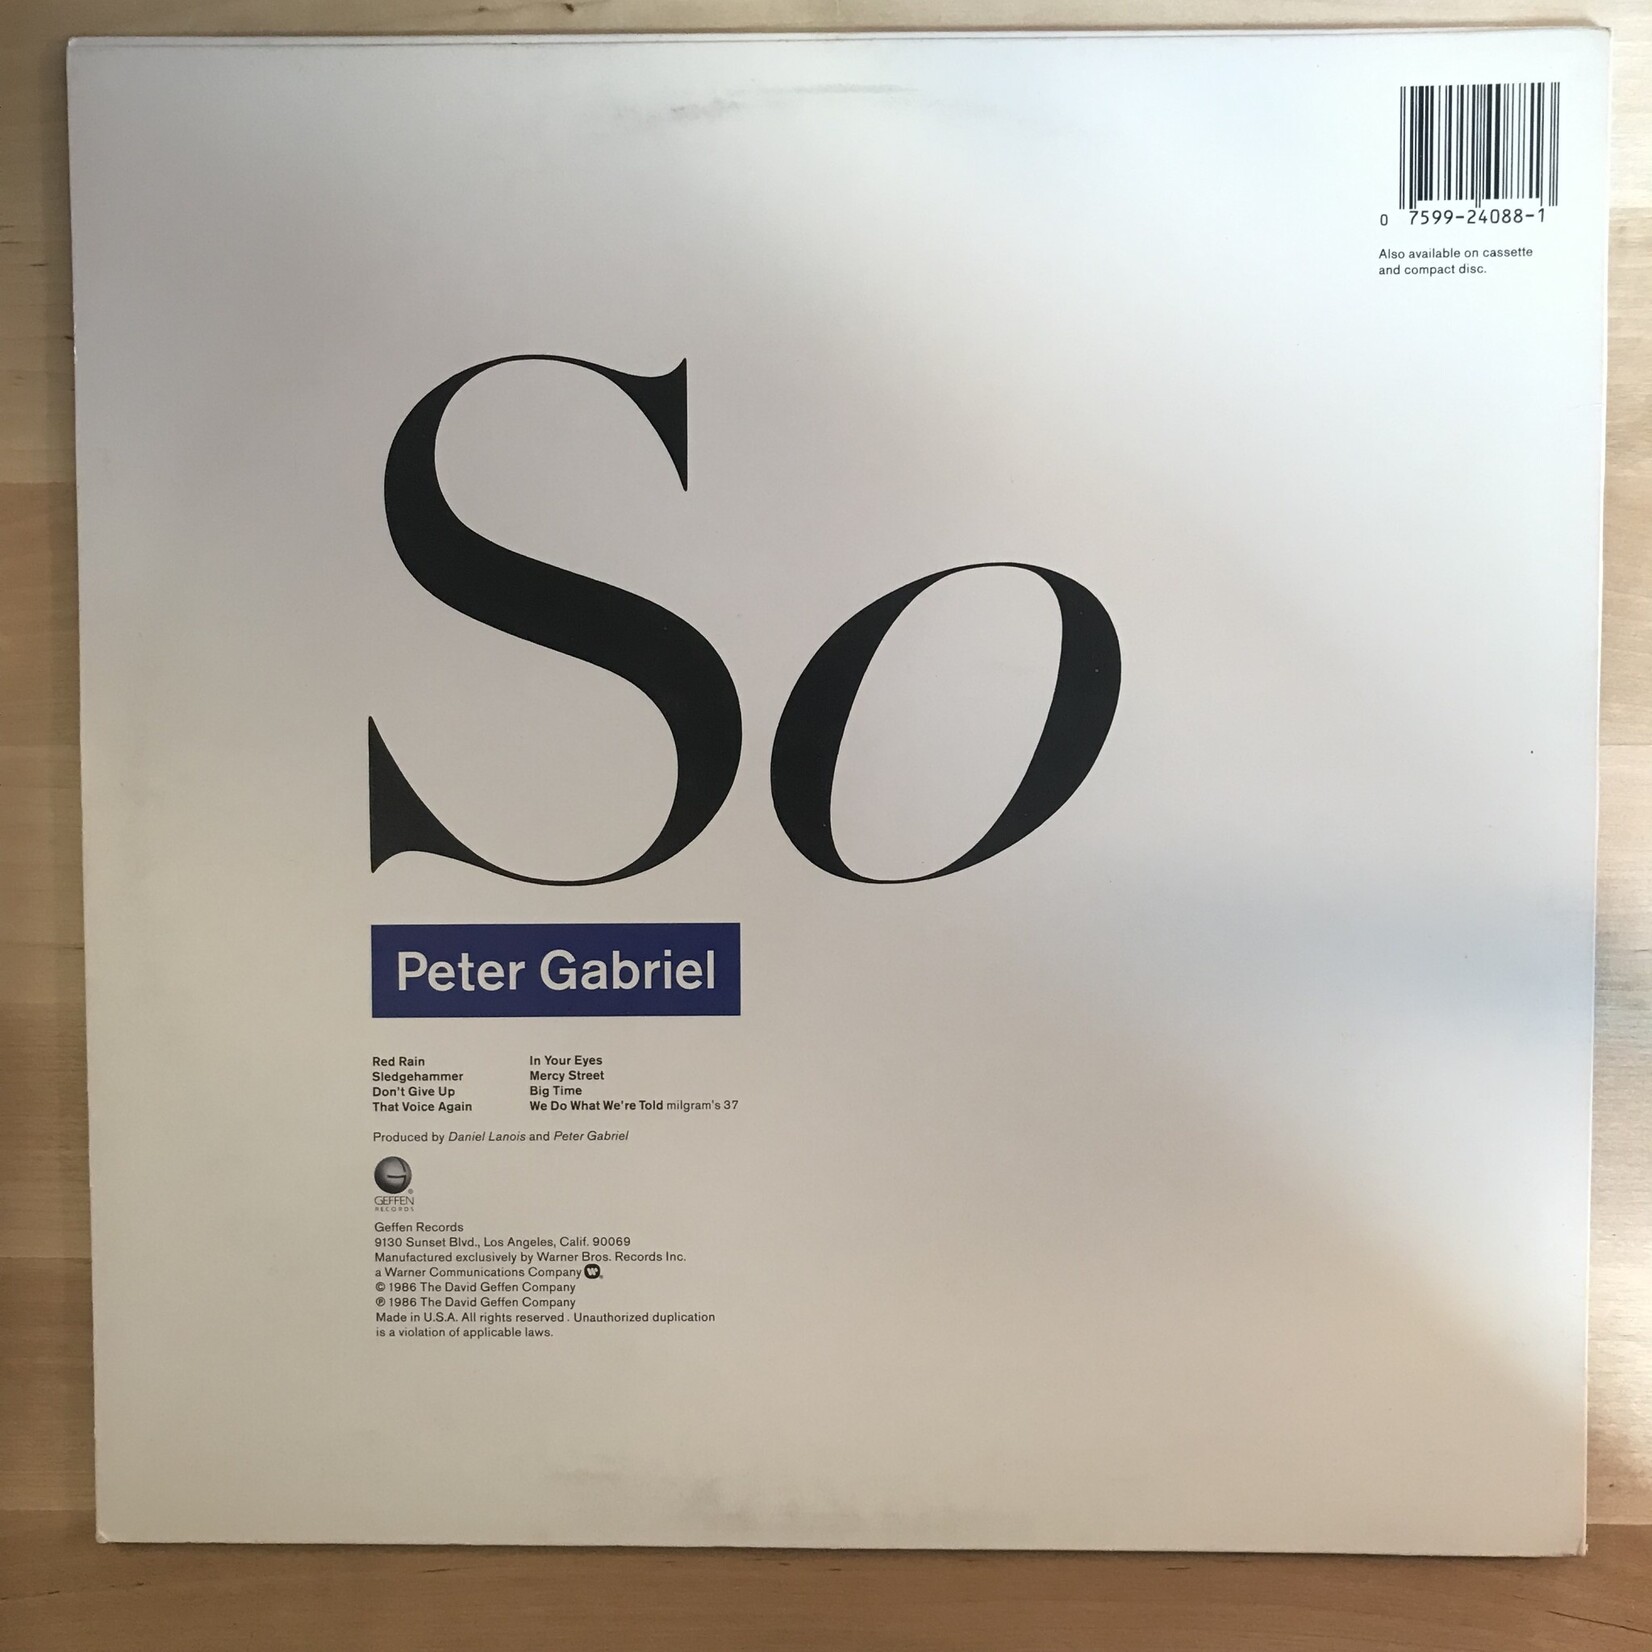 0 7599-24088-1
Also available on cassette
and compact disc.
So
Peter Gabriel
Red Rain
Sledgehammer
Don't Give Up
That Voice Again
In Your Eyes
Mercy Street
Big Time
We Do What We're Told milgram's 37
Produced by Daniel Lanois and Peter Gabriel
GEFFEN
RECORDS
Geffen Records
9130 Sunset Blvd., Los Angeles, Calif. 90069
Manufactured exclusively by Warner Bros. Records Inc.
a Warner Communications Company W ®
© 1986 The David Geffen Company
℗ 1986 The David Geffen Company
Made in U.S.A. All rights reserved. Unauthorized duplication
is a violation of applicable laws.